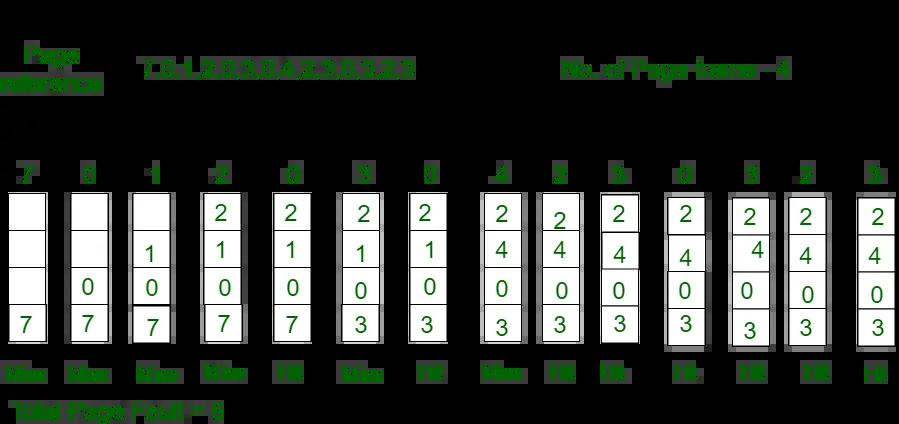 Page
reference
7,0,1,2,0,3,0,4,2,3,0,3,2,3
No. of Page frame - 4
7 0 1 2 0 3 0 4 2 3 0 3 2 3
2 2 2 2 2 2 2 2 2 2 2
1 1 1 1 1 4 4 4 4 4 4 4
0 0 0 0 0 0 0 0 0 0 0 0 0
7 7 7 7 7 3 3 3 3 3 3 3 3 3
Miss Miss Miss Miss Hit Miss Hit Miss Hit Hit Hit Hit Hit Hit
Total Page Fault = 6